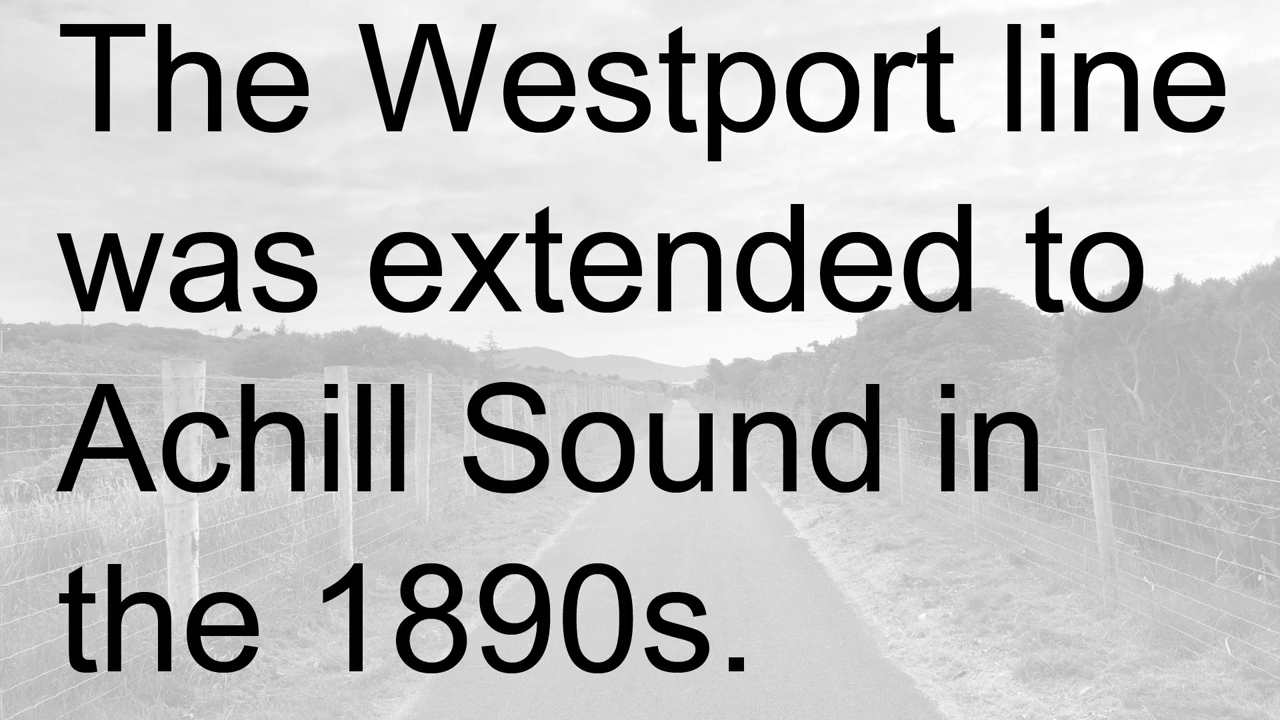 The Westport line
was extended to
Achill Sound in
the 1890s.